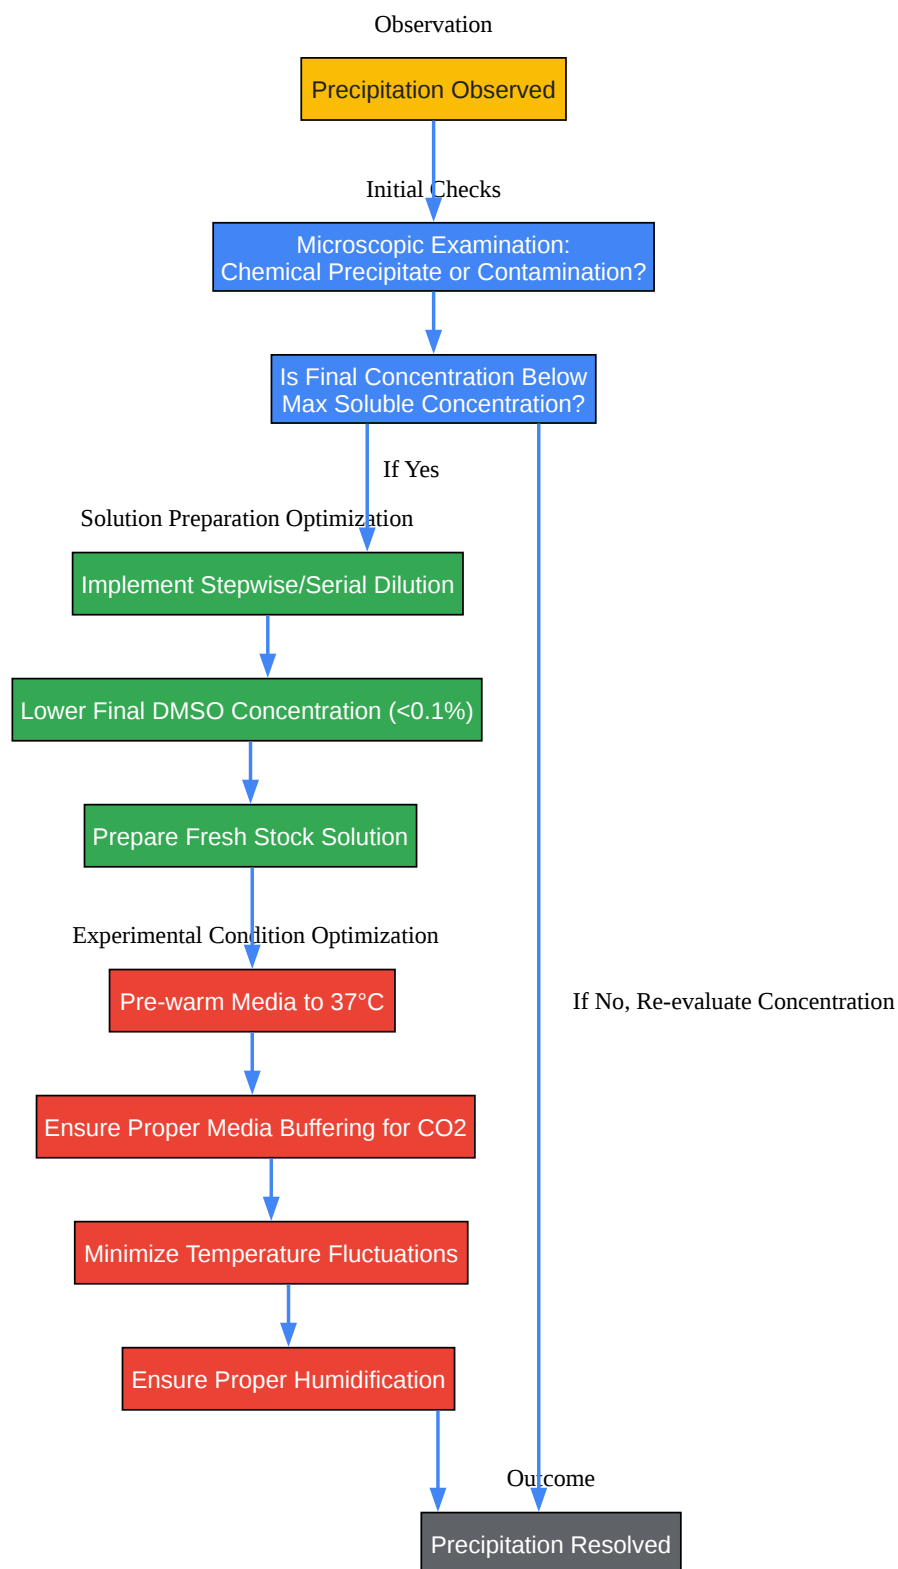 Observation
Precipitation Observed
Initial Checks
Microscopic Examination:
Chemical Precipitate or Contamination?
Is Final Concentration Below
Max Soluble Concentration?
If Yes
Solution Preparation Optimization
Implement Stepwise/Serial Dilution
Lower Final DMSO Concentration (<0.1%)
Prepare Fresh Stock Solution
Experimental Condition Optimization
Pre-warm Media to 37°C
If No, Re-evaluate Concentration
Ensure Proper Media Buffering for CO2
Minimize Temperature Fluctuations
Ensure Proper Humidification
Outcome
Precipitation Resolved